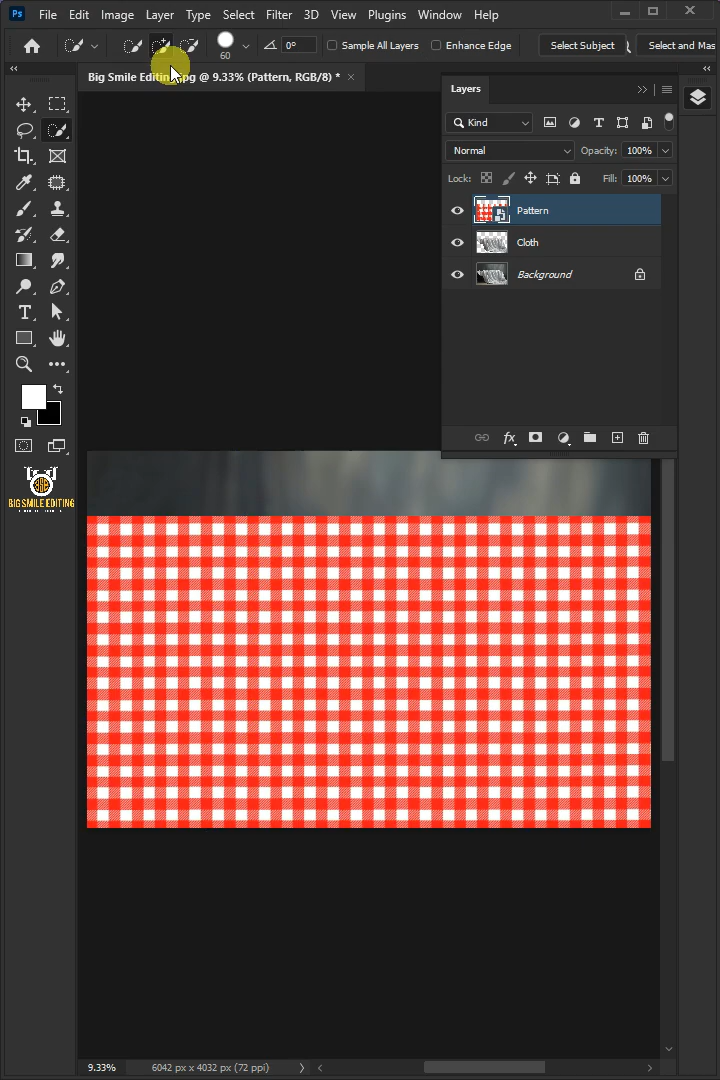 Ps File Edit Image Layer Type Select Filter 3D View Plugins Window Help
60 0° Sample All Layers Enhance Edge Select Subject Select and Mas
Big Smile Editin .jpg @ 9.33% (Pattern, RGB/8) *
Layers
Kind
Normal Opacity: 100%
Lock: Fill: 100%
Pattern
Cloth
Background
fx
BIG SMILE EDITING
9.33% 6042 px x 4032 px (72 ppi)